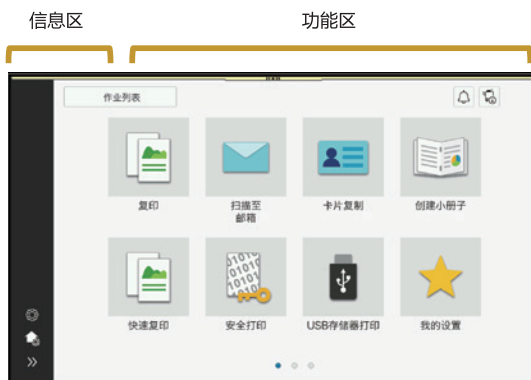 信息区
功能区
作业列表
复印
扫描至
邮箱
卡片复制
创建小册子
快速复印
安全打印
USB存储器打印
我的设置